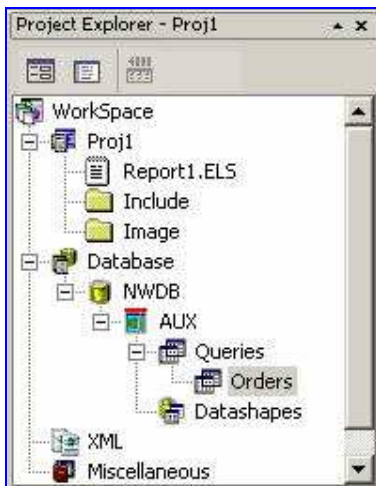 Project Explorer - Proj1
WorkSpace
Proj1
Report1.ELS
Include
Image
Database
NWDB
AUX
Queries
Orders
Datashapes
XML
Miscellaneous